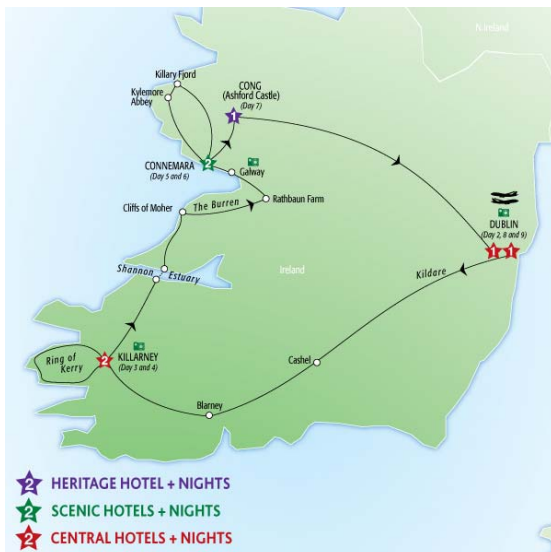 N.Ireland
Killary Fjord
Kylemore
Abbey
CONG
(Ashford Castle)
(Day 7)
1
CONNEMARA
(Day 5 and 6)
2
Galway
Cliffs of Moher
The Burren
Rathbaun Farm
DUBLIN
(Day 2, 8 and 9)
1 1
Shannon Estuary
Ireland
Kildare
Ring of
Kerry
2
KILLARNEY
(Day 3 and 4)
Cashel
Blarney
2 HERITAGE HOTEL + NIGHTS
2 SCENIC HOTELS + NIGHTS
2 CENTRAL HOTELS + NIGHTS